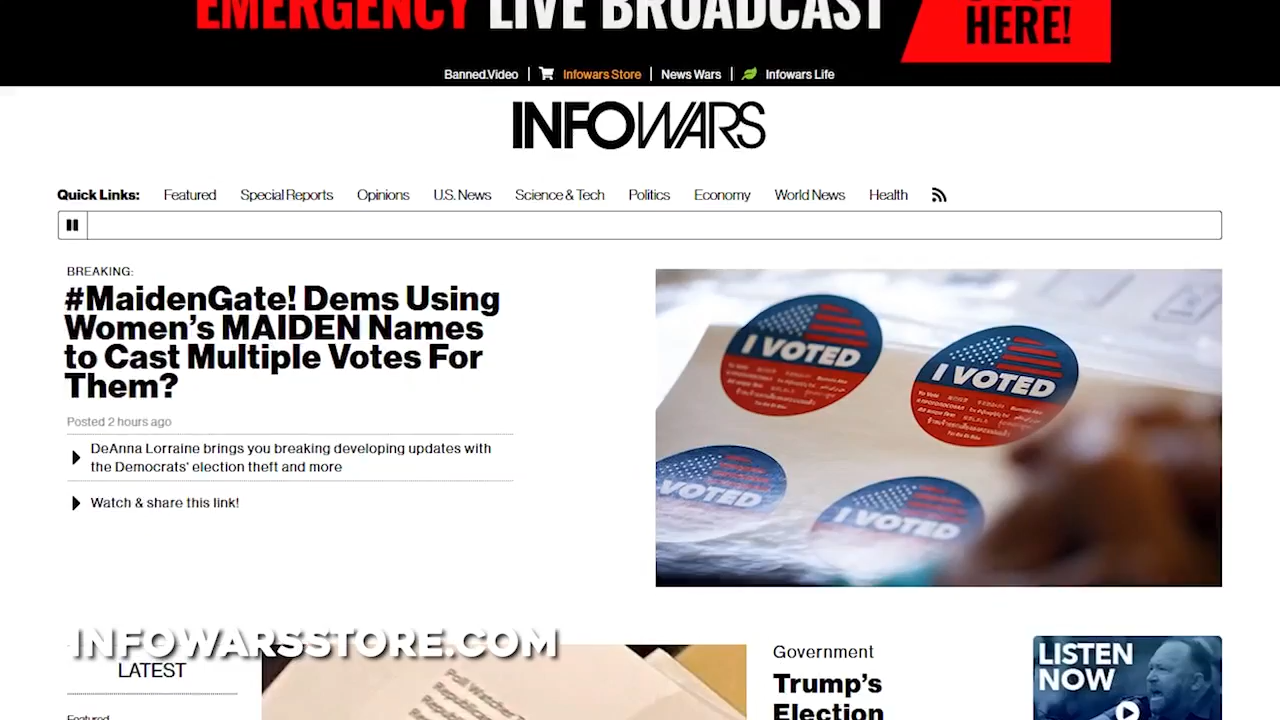 EMERGENCY LIVE BROADCAST
HERE!
Banned.Video | Infowars Store | News Wars | Infowars Life
INFOWARS
Quick Links: Featured Special Reports Opinions U.S. News Science & Tech Politics Economy World News Health
BREAKING:
#MaidenGate! Dems Using
Women's MAIDEN Names
to Cast Multiple Votes For
Them?
Posted 2 hours ago
DeAnna Lorraine brings you breaking developing updates with
the Democrats' election theft and more
Watch & share this link!
I VOTED
I VOTED
VOTED
I VOTED
INFOWARSSTORE.COM
LATEST
Featured
Poll Watcher
Republican
Government
Trump's
Election
LISTEN
NOW